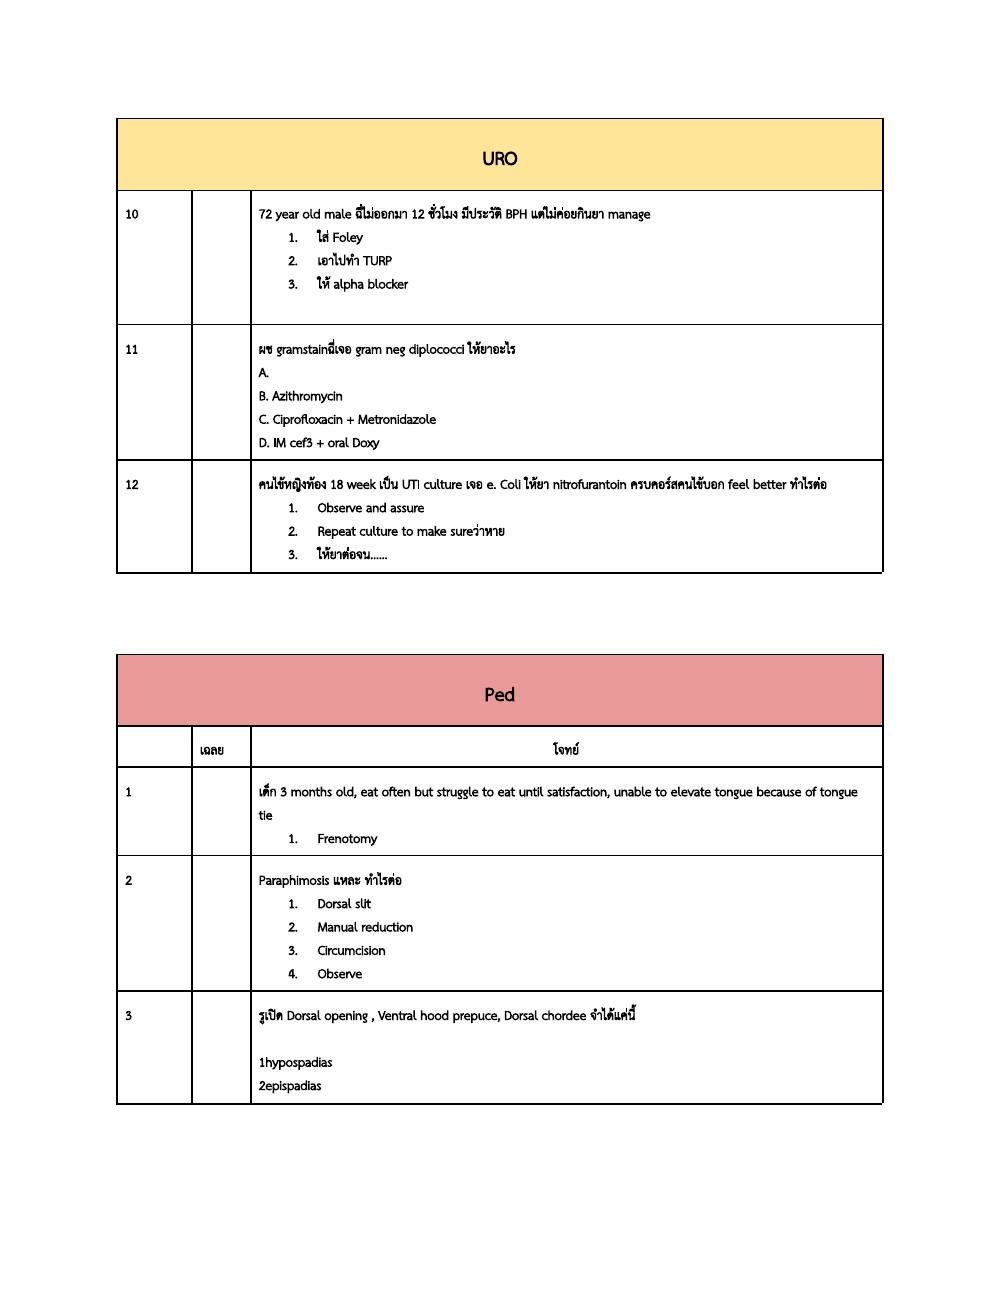 URO
10 72 year old male ฉี่ไม่ออกมา 12 ชั่วโมง มีประวัติ BPH แต่ไม่ค่อยกินยา manage
1. ใส่ Foley
2. เอาไปทำ TURP
3. ให้ alpha blocker
11 ผช gramstainฉี่เจอ gram neg diplococci ให้ยาอะไร
A.
B. Azithromycin
C. Ciprofloxacin + Metronidazole
D. IM cef3 + oral Doxy
12 คนไข้หญิงท้อง 18 week เป็น UTI culture เจอ e. Coli ให้ยา nitrofurantoin ครบคอร์สคนไข้บอก feel better ทำไรต่อ
1. Observe and assure
2. Repeat culture to make sureว่าหาย
3. ให้ยาต่อจน......
Ped
เฉลย โจทย์
1 เด็ก 3 months old, eat often but struggle to eat until satisfaction, unable to elevate tongue because of tongue
tie
1. Frenotomy
2 Paraphimosis แหละ ทำไรต่อ
1. Dorsal slit
2. Manual reduction
3. Circumcision
4. Observe
3 รูเปิด Dorsal opening , Ventral hood prepuce, Dorsal chordee จำได้แค่นี้
1hypospadias
2epispadias